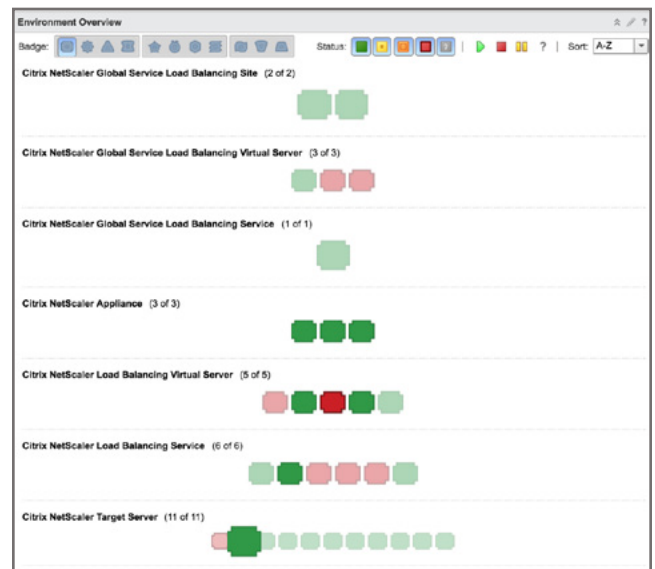 Environment Overview
?
Badge: Status: ? | Sort: A-Z
Citrix NetScaler Global Service Load Balancing Site (2 of 2)
Citrix NetScaler Global Service Load Balancing Virtual Server (3 of 3)
Citrix NetScaler Global Service Load Balancing Service (1 of 1)
Citrix NetScaler Appliance (3 of 3)
Citrix NetScaler Load Balancing Virtual Server (5 of 5)
Citrix NetScaler Load Balancing Service (6 of 6)
Citrix NetScaler Target Server (11 of 11)